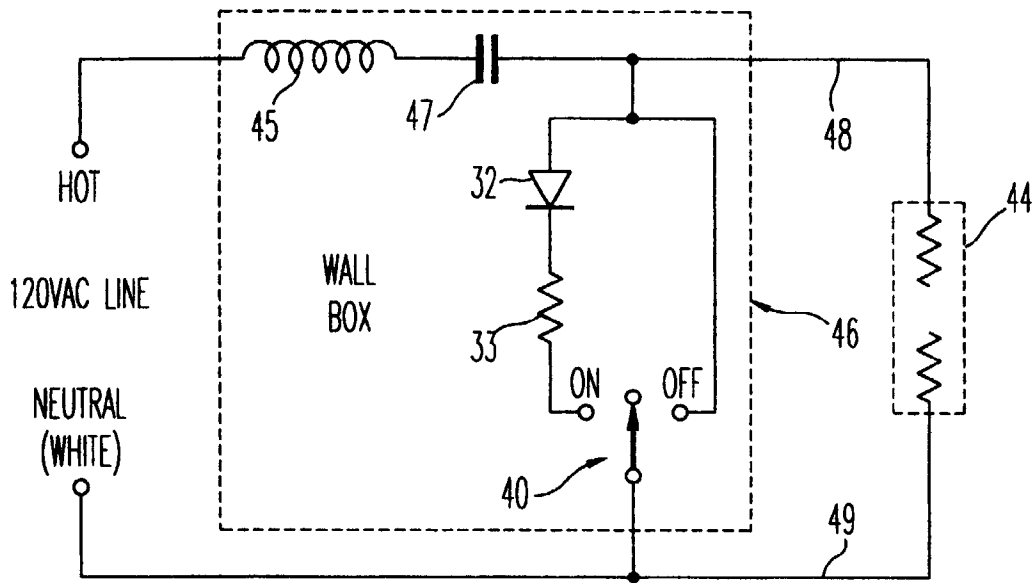 45
47
48
HOT
32
44
120VAC LINE
WALL
BOX
33
46
ON
OFF
NEUTRAL
(WHITE)
40
49